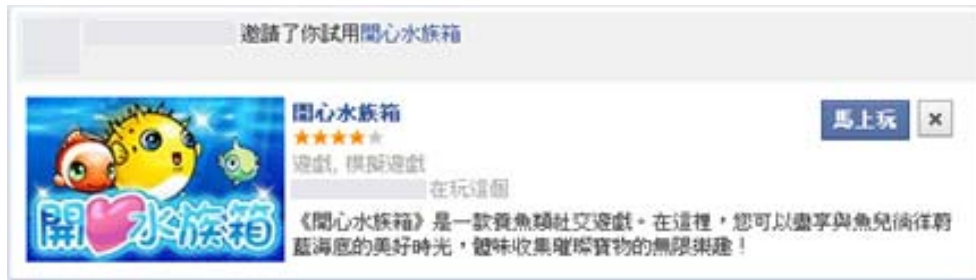 邀請了你試用開心水族箱
開心水族箱
馬上玩
遊戲, 模擬遊戲
在玩這個
開心水族箱
《開心水族箱》是一款養魚類社交遊戲。在這裡，您可以盡享與魚兒徜徉蔚
藍海底的美好時光，體味收集璀璨寶物的無限樂趣！